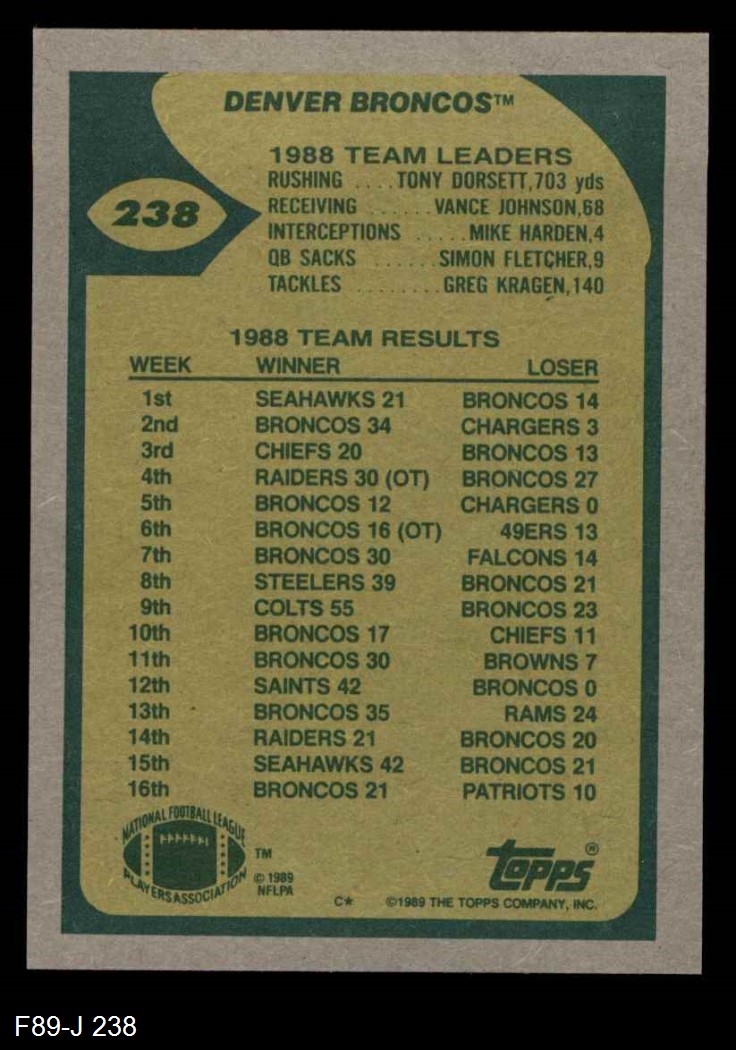 DENVER BRONCOS™
1988 TEAM LEADERS
RUSHING ....TONY DORSETT,703 yds
238
RECEIVING ......VANCE JOHNSON,68
INTERCEPTIONS .....MIKE HARDEN,4
QB SACKS ......SIMON FLETCHER,9
TACKLES ........GREG KRAGEN,140
1988 TEAM RESULTS
WEEK WINNER LOSER
1st SEAHAWKS 21 BRONCOS 14
2nd BRONCOS 34 CHARGERS 3
3rd CHIEFS 20 BRONCOS 13
4th RAIDERS 30 (OT) BRONCOS 27
5th BRONCOS 12 CHARGERS 0
6th BRONCOS 16 (OT) 49ERS 13
7th BRONCOS 30 FALCONS 14
8th STEELERS 39 BRONCOS 21
9th COLTS 55 BRONCOS 23
10th BRONCOS 17 CHIEFS 11
11th BRONCOS 30 BROWNS 7
12th SAINTS 42 BRONCOS 0
13th BRONCOS 35 RAMS 24
14th RAIDERS 21 BRONCOS 20
15th SEAHAWKS 42 BRONCOS 21
16th BRONCOS 21 PATRIOTS 10
NATIONAL FOOTBALL LEAGUE
PLAYERS ASSOCIATION
™
© 1989
NFLPA
topps®
C* ©1989 THE TOPPS COMPANY, INC.
F89-J 238